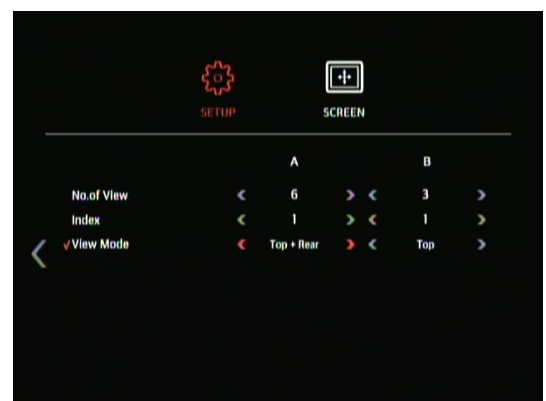 SETUP SCREEN
A B
No.of View 6 3
Index 1 1
√View Mode Top + Rear Top